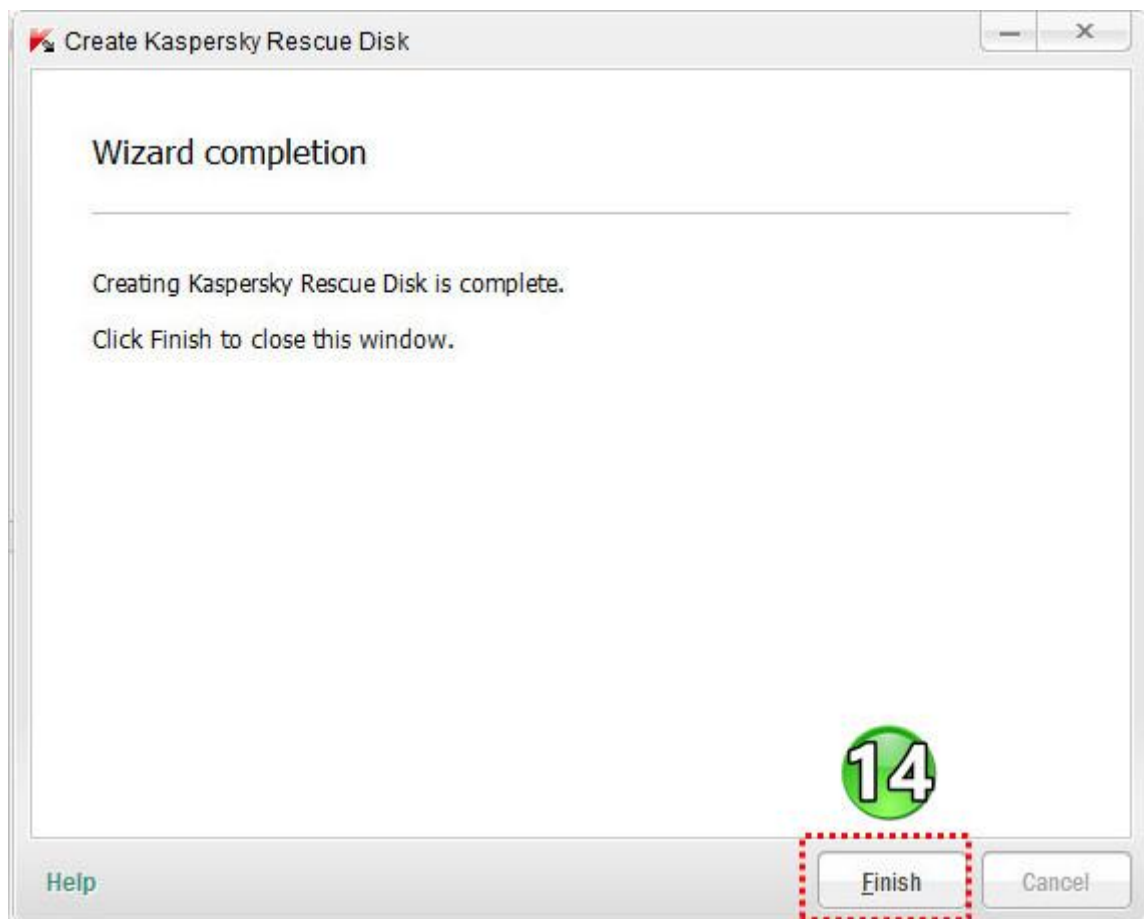 Create Kaspersky Rescue Disk
Wizard completion
Creating Kaspersky Rescue Disk is complete.
Click Finish to close this window.
14
Help
Finish
Cancel